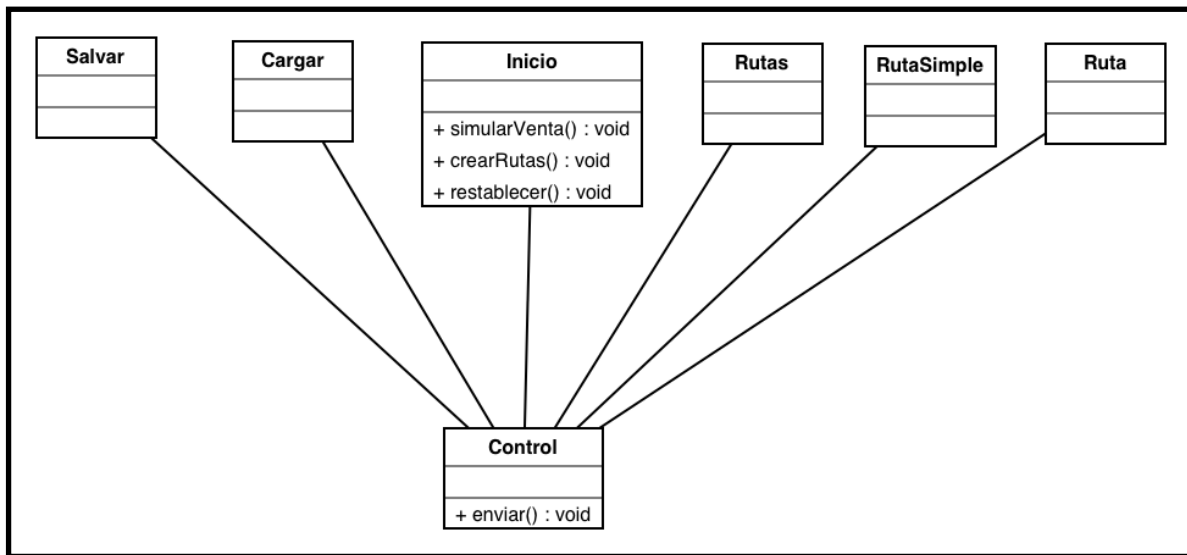 Salvar
Cargar
Inicio
+ simularVenta() : void
+ crearRutas() : void
+ restablecer() : void
Rutas
RutaSimple
Ruta
Control
+ enviar() : void